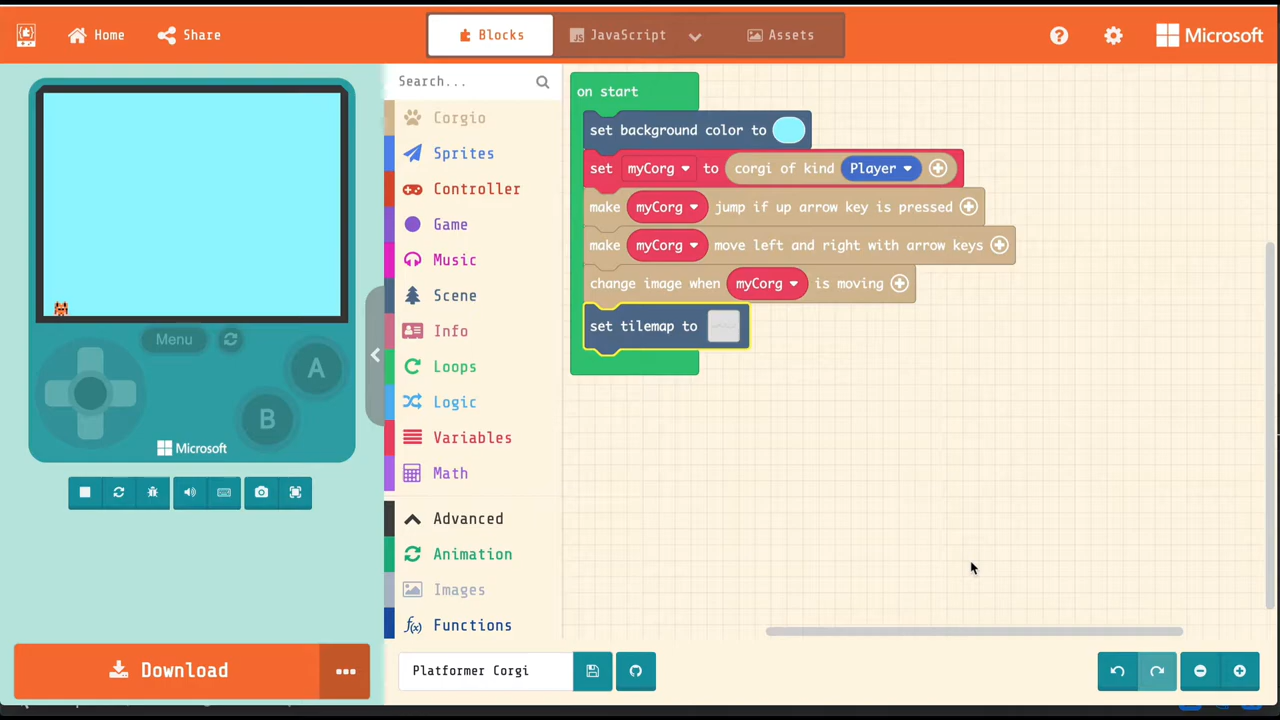 Home
Share
Blocks
JavaScript
Assets
Microsoft
Menu
A
B
Microsoft
Download
Search...
Corgio
Sprites
Controller
Game
Music
Scene
Info
Loops
Logic
Variables
Math
Advanced
Animation
Images
Functions
on start
set background color to
set myCorg to corgi of kind Player
make myCorg jump if up arrow key is pressed
make myCorg move left and right with arrow keys
change image when myCorg is moving
set tilemap to
Platformer Corgi